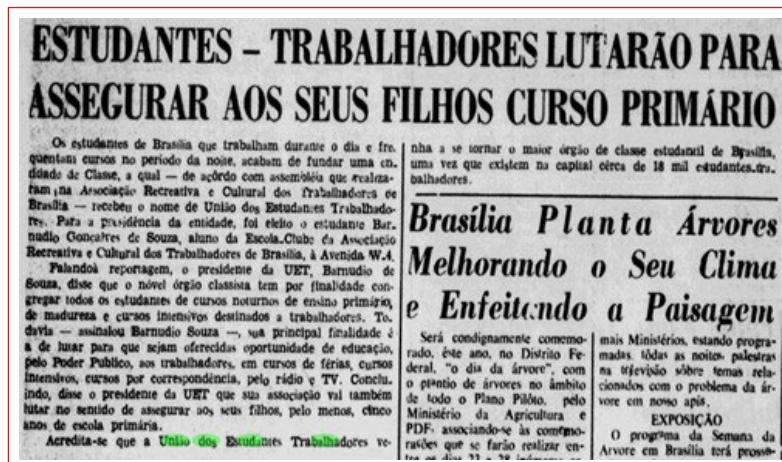 ESTUDANTES – TRABALHADORES LUTARÃO PARA
ASSEGURAR AOS SEUS FILHOS CURSO PRIMÁRIO
Os estudantes de Brasília que trabalham durante o dia e fre-
quentam cursos no período da noite, acabam de fundar uma en-
tidade de Classe, a qual — de acôrdo com assembléia que realiza-
ram na Associação Recreativa e Cultural dos Trabalhadores de
Brasília — recebeu o nome de União dos Estudantes Trabalhado-
res. Para a presidência da entidade, foi eleito o estudante Bar-
nudio Gonçalves de Souza, aluno da Escola-Clube da Associação
Recreativa e Cultural dos Trabalhadores de Brasília, à Avenida W.4.
Falandoà reportagem, o presidente da UET, Barnudio de
Souza, disse que o nóvel órgão classista tem por finalidade con-
gregar todos os estudantes de cursos noturnos de ensino primário,
de madureza e cursos intensivos destinados a trabalhadores. To-
davia — assinalou Barnudio Souza —, sua principal finalidade é
a de lutar para que sejam oferecidas oportunidade de educação,
pelo Poder Público, aos trabalhadores, em cursos de férias, cursos
intensivos, cursos por correspondência, pelo rádio e TV. Conclu-
indo, disse o presidente da UET que sua associação vai também
lutar no sentido de assegurar aos seus filhos, pelo menos, cinco
anos de escola primária.
Acredita-se que a União dos Estudantes Trabalhadores ve-
nha a se tornar o maior órgão de classe estudantil de Brasília,
uma vez que existem na capital cêrca de 18 mil estudantes-tra-
balhadores.
Brasília Planta Árvores
Melhorando o Seu Clima
e Enfeitando a Paisagem
Será condignamente comemo-
rado, êste ano, no Distrito Fe-
deral, "o dia da árvore", com
o plantio de árvores no âmbito
de todo o Plano Pilôto, pelo
Ministério da Agricultura e
PDF, associando-se às comemo-
rações que se farão realizar en-
tre os dias 22 e 28
mais Ministérios, estando progra-
madas, tôdas as noites, palestras
na televisão sôbre temas rela-
cionados com o problema da ár-
vore em nosso
EXPOSIÇÃO
O programa da Semana da
Arvore em Brasília terá